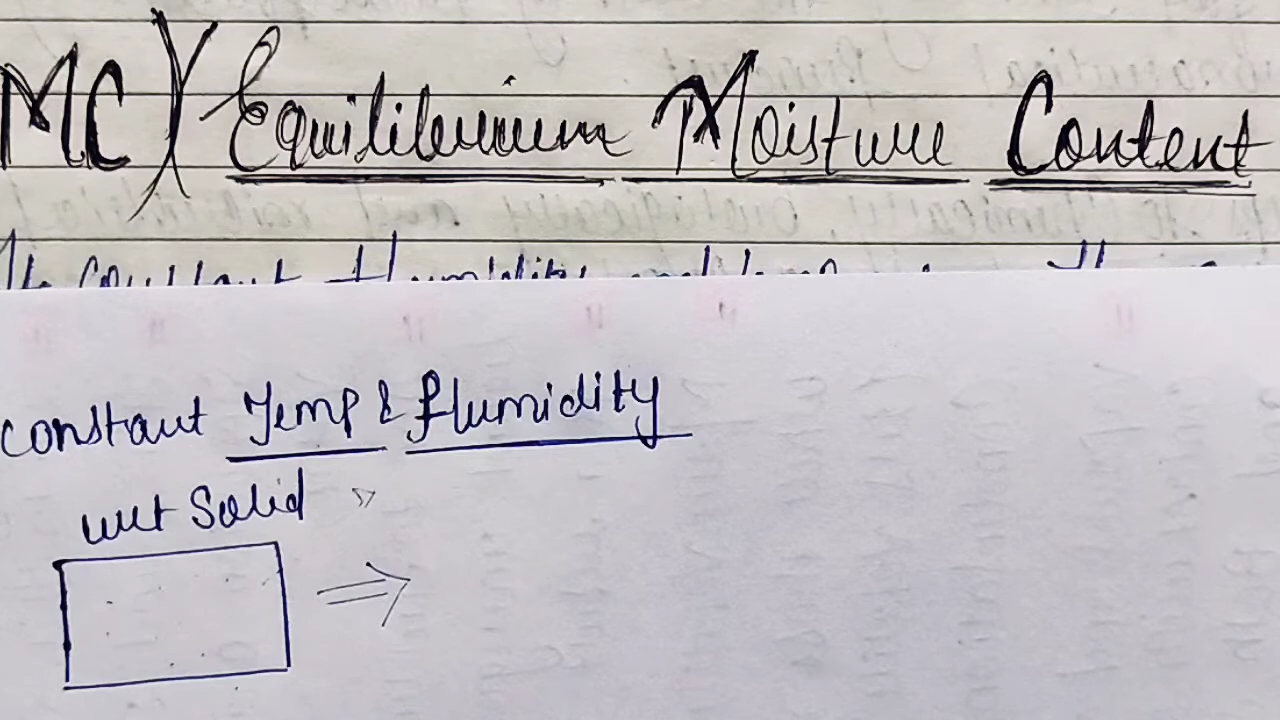 MC) Equilibrium Moisture Content
constant Temp & Humidity
wet Solid